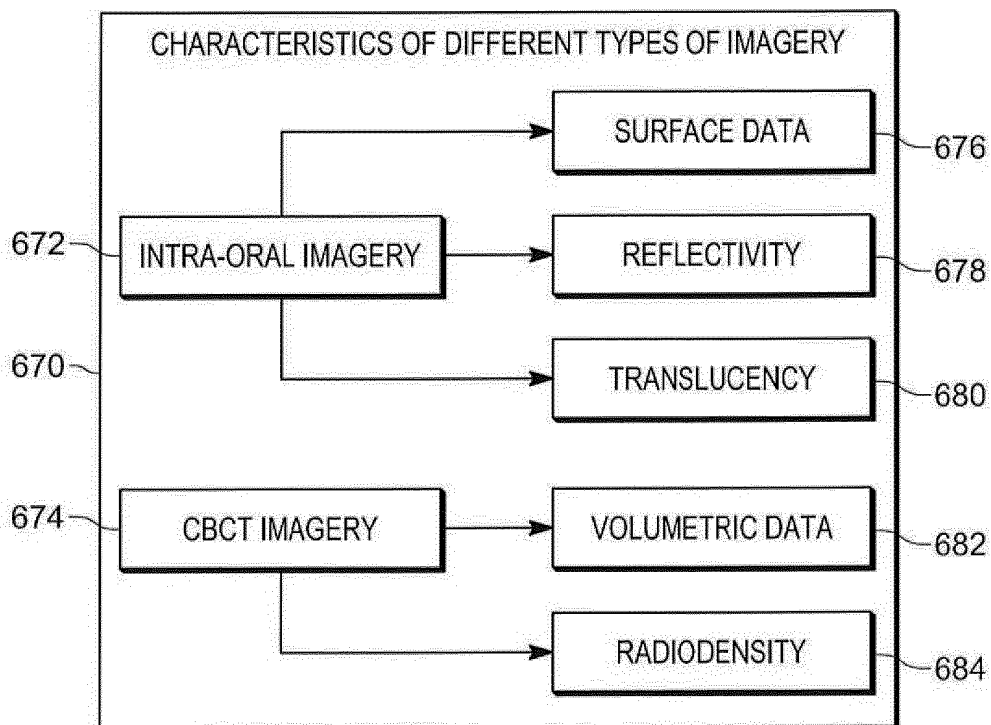 CHARACTERISTICS OF DIFFERENT TYPES OF IMAGERY
SURFACE DATA
676
672
INTRA-ORAL IMAGERY
REFLECTIVITY
678
670
TRANSLUCENCY
680
674
CBCT IMAGERY
VOLUMETRIC DATA
682
RADIODENSITY
684